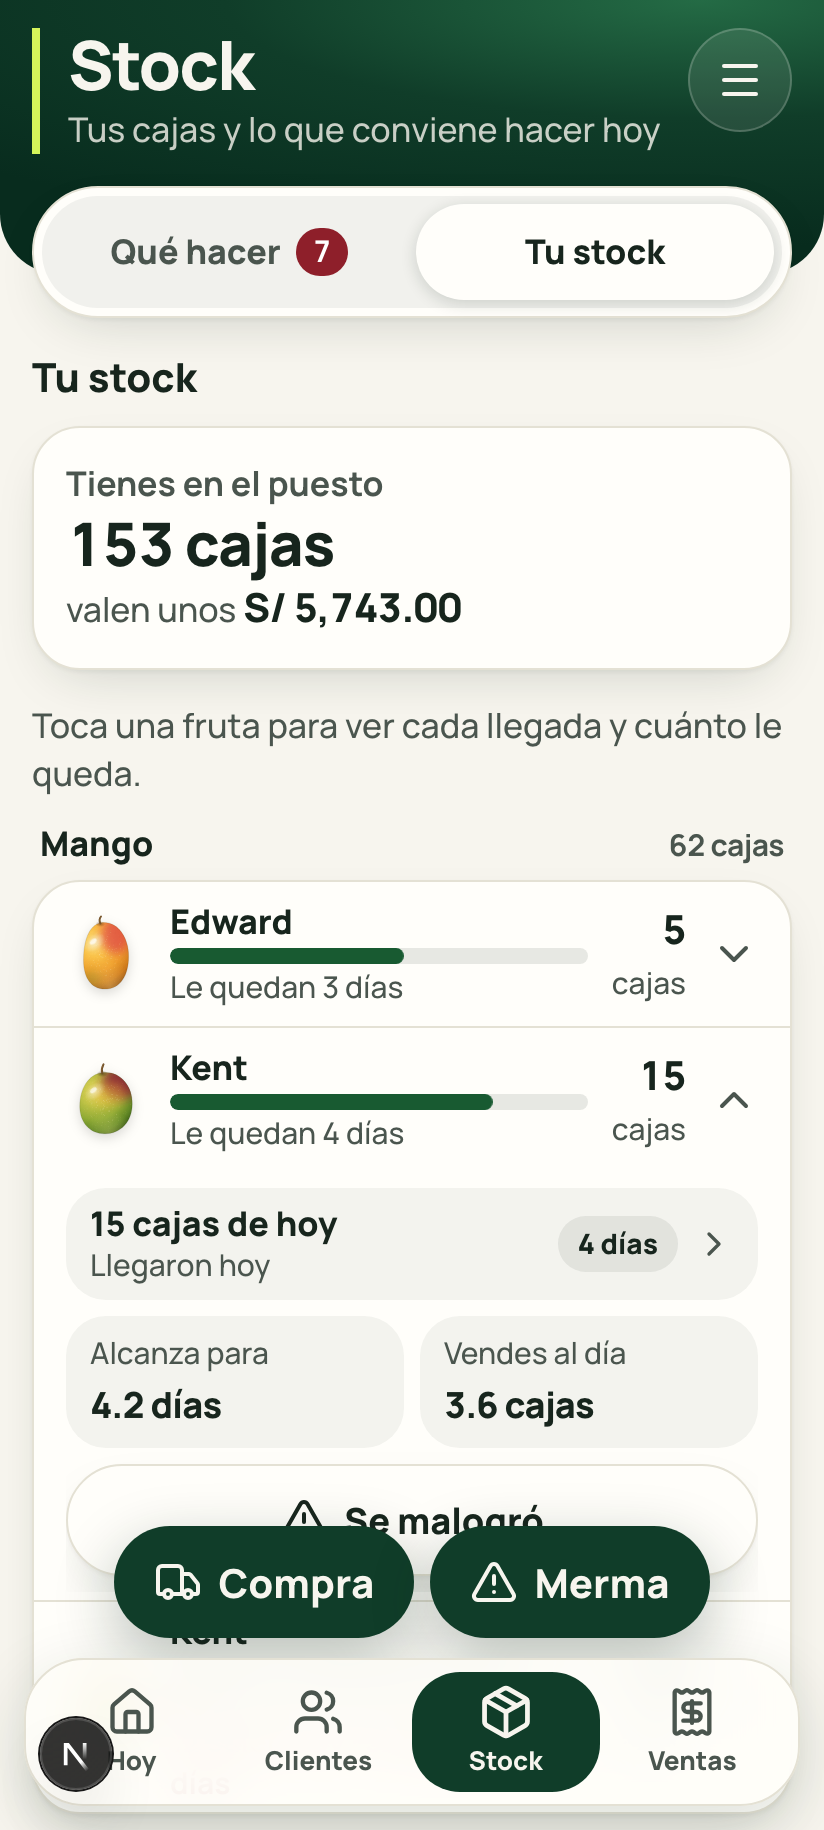 Stock
Tus cajas y lo que conviene hacer hoy
Qué hacer 7
Tu stock
Tu stock
Tienes en el puesto
153 cajas
valen unos S/ 5,743.00
Toca una fruta para ver cada llegada y cuánto le
queda.
Mango
62 cajas
Edward
Le quedan 3 días
5
cajas
Kent
Le quedan 4 días
15
cajas
15 cajas de hoy
Llegaron hoy
4 días
Alcanza para
4.2 días
Vendes al día
3.6 cajas
Se malogró
Compra
Merma
Kent
días
N
Hoy
Clientes
Stock
Ventas